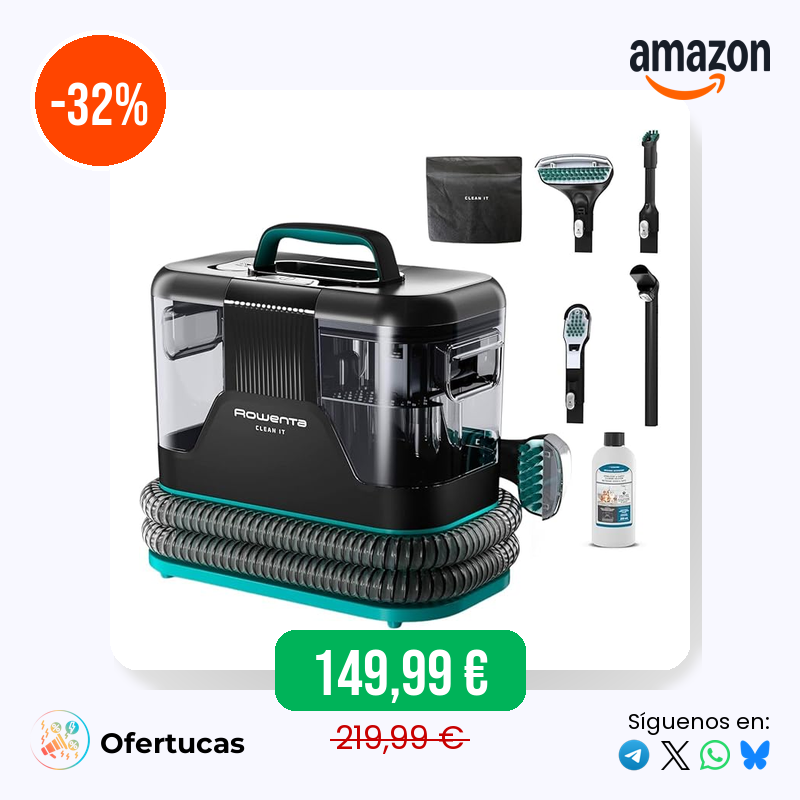 -32%
amazon
CLEAN IT
Rowenta
CLEAN IT
149,99 €
219,99 €
Ofertucas
Síguenos en: